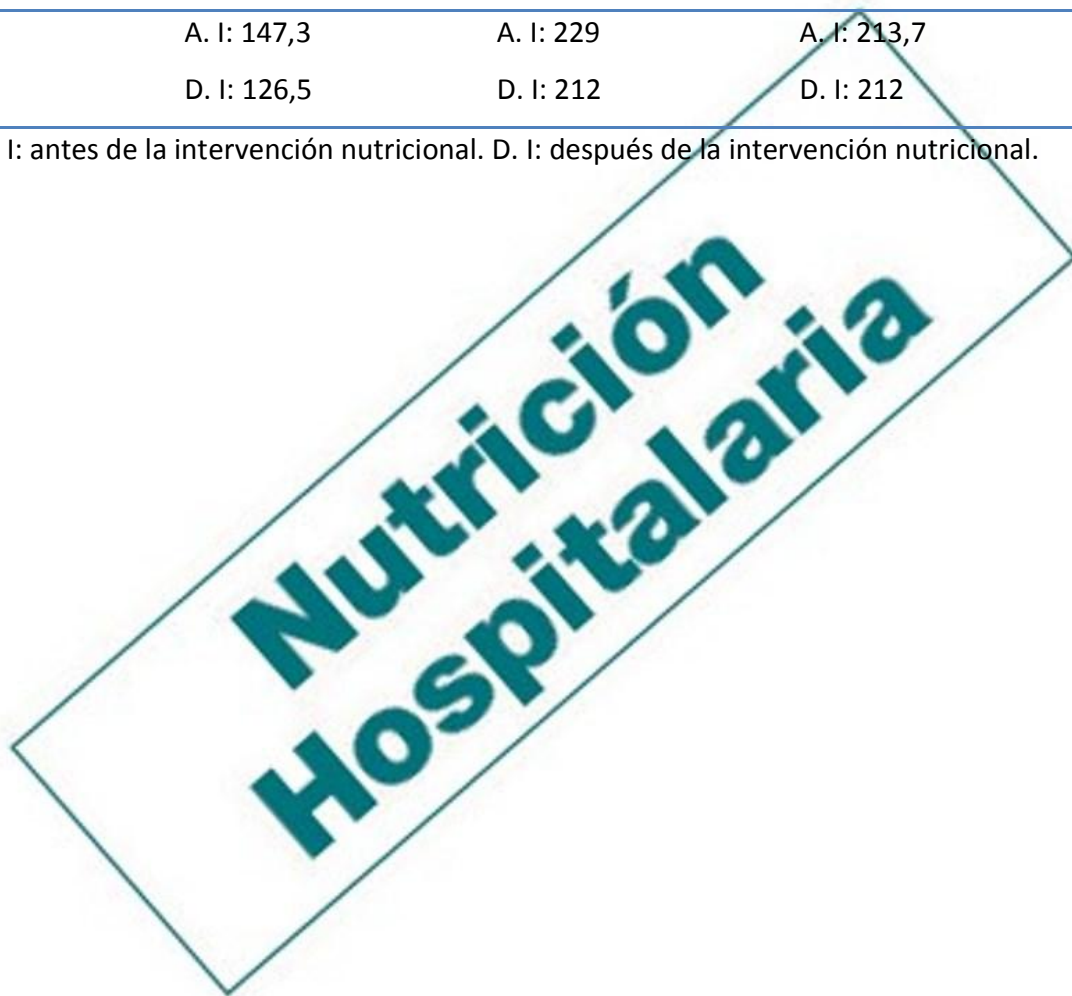 A. I: 147,3 A. I: 229 A. I: 213,7
D. I: 126,5 D. I: 212 D. I: 212
I: antes de la intervención nutricional. D. I: después de la intervención nutricional.
Nutrición
Hospitalaria